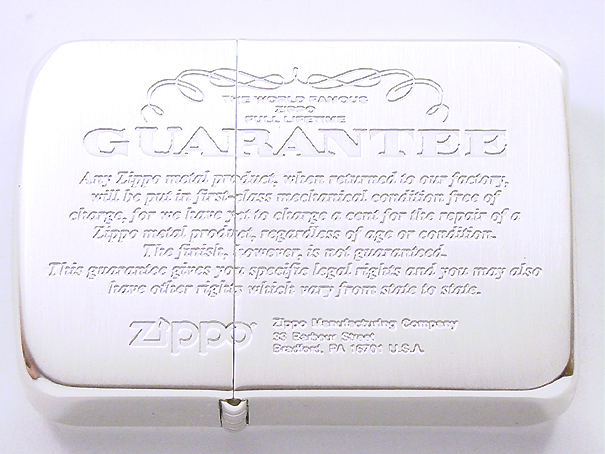 THE WORLD FAMOUS
ZIPPO
FULL LIFETIME
GUARANTEE
Any Zippo metal product, when returned to our factory,
will be put in first-class mechanical condition free of
charge, for we have yet to charge a cent for the repair of a
Zippo metal product, regardless of age or condition.
The finish, however, is not guaranteed.
This guarantee gives you specific legal rights and you may also
have other rights which vary from state to state.
Zippo
Zippo Manufacturing Company
33 Barbour Street
Bradford, PA 16701 U.S.A.